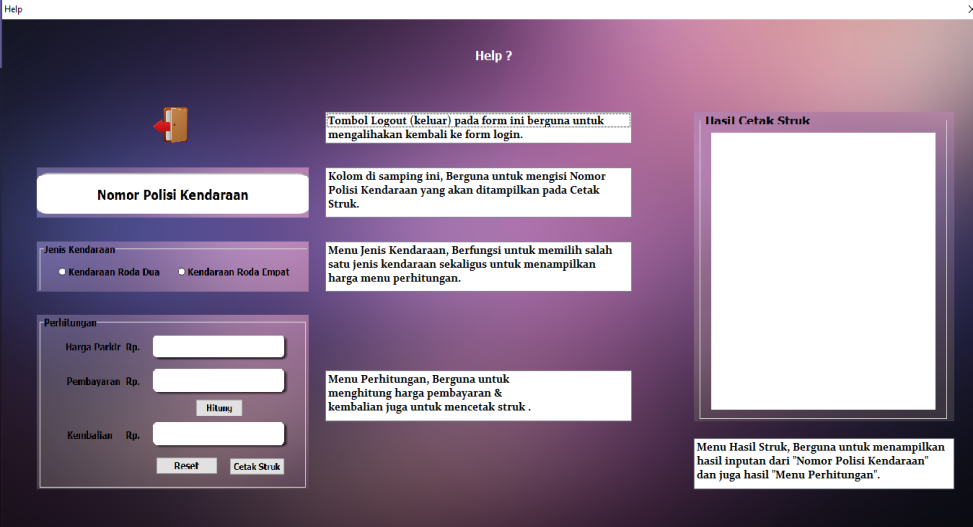 Help
Help ?
Tombol Logout (keluar) pada form ini berguna untuk
mengalihakan kembali ke form login.
Nomor Polisi Kendaraan
Kolom di samping ini, Berguna untuk mengisi Nomor
Polisi Kendaraan yang akan ditampilkan pada Cetak
Struk.
Jenis Kendaraan
Kendaraan Roda Dua
Kendaraan Roda Empat
Menu Jenis Kendaraan, Berfungsi untuk memilih salah
satu jenis kendaraan sekaligus untuk menampilkan
harga menu perhitungan.
Perhitungan
Harga Parkir Rp.
Pembayaran Rp.
Hitung
Kembalian Rp.
Reset
Cetak Struk
Menu Perhitungan, Berguna untuk
menghitung harga pembayaran &
kembalian juga untuk mencetak struk .
Hasil Cetak Struk
Menu Hasil Struk, Berguna untuk menampilkan
hasil inputan dari "Nomor Polisi Kendaraan"
dan juga hasil "Menu Perhitungan".